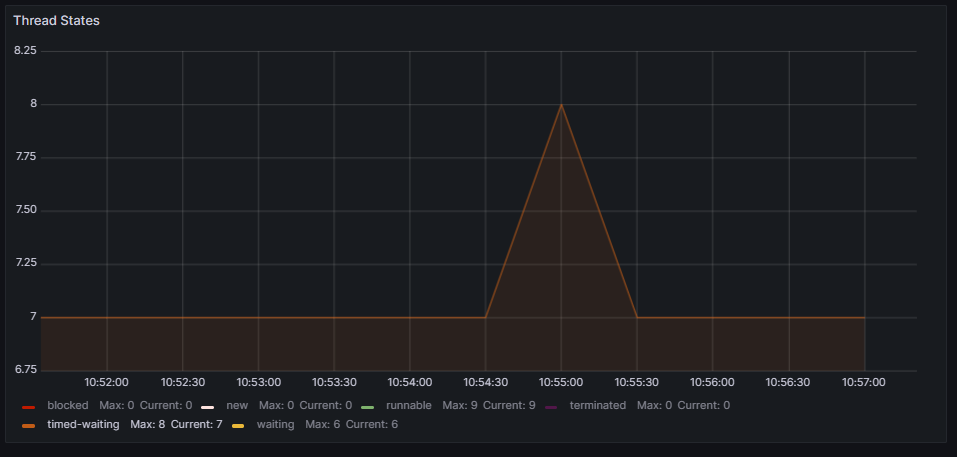 Thread States
8.25
8
7.75
7.50
7.25
7
6.75
10:52:00 10:52:30 10:53:00 10:53:30 10:54:00 10:54:30 10:55:00 10:55:30 10:56:00 10:56:30 10:57:00
blocked Max: 0 Current: 0 new Max: 0 Current: 0 runnable Max: 9 Current: 9 terminated Max: 0 Current: 0
timed-waiting Max: 8 Current: 7 waiting Max: 6 Current: 6